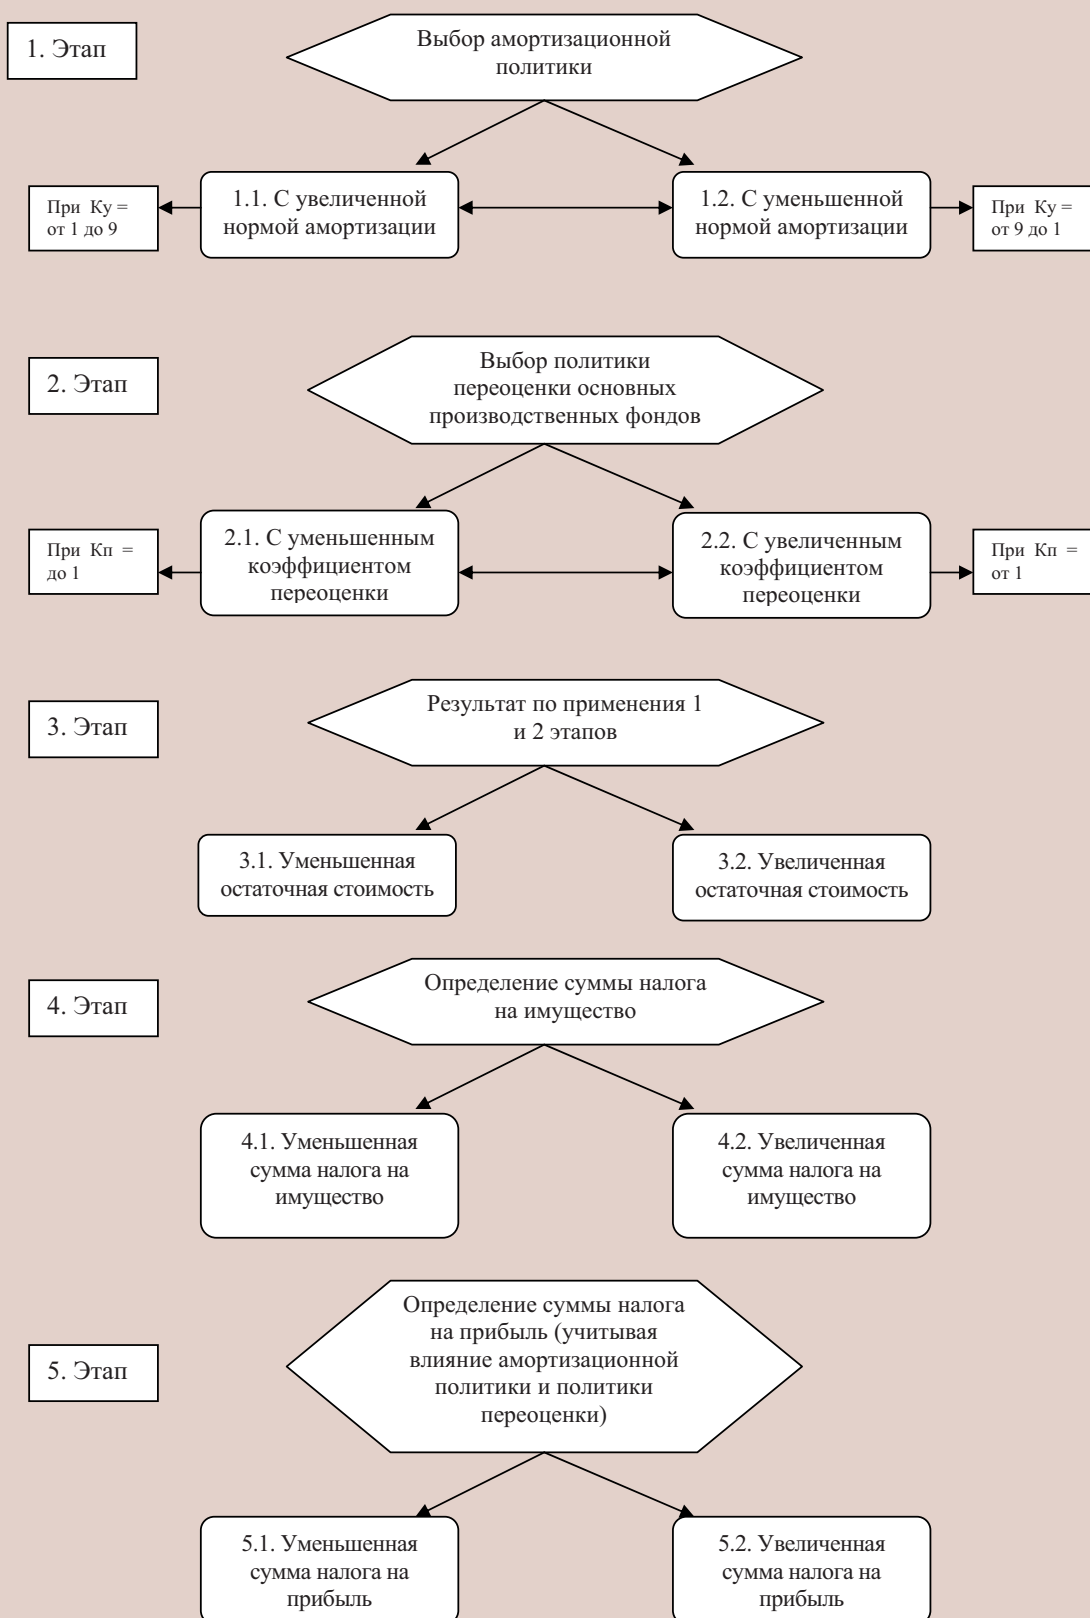 1. Этап
Выбор амортизационной
политики
При Ку =
от 1 до 9
1.1. С увеличенной
нормой амортизации
1.2. С уменьшенной
нормой амортизации
При Ку =
от 9 до 1
2. Этап
Выбор политики
переоценки основных
производственных фондов
При Кп =
до 1
2.1. С уменьшенным
коэффициентом
переоценки
2.2. С увеличенным
коэффициентом
переоценки
При Кп =
от 1
3. Этап
Результат по применения 1
и 2 этапов
3.1. Уменьшенная
остаточная стоимость
3.2. Увеличенная
остаточная стоимость
4. Этап
Определение суммы налога
на имущество
4.1. Уменьшенная
сумма налога на
имущество
4.2. Увеличенная
сумма налога на
имущество
5. Этап
Определение суммы налога
на прибыль (учитывая
влияние амортизационной
политики и политики
переоценки)
5.1. Уменьшенная
сумма налога на
прибыль
5.2. Увеличенная
сумма налога на
прибыль